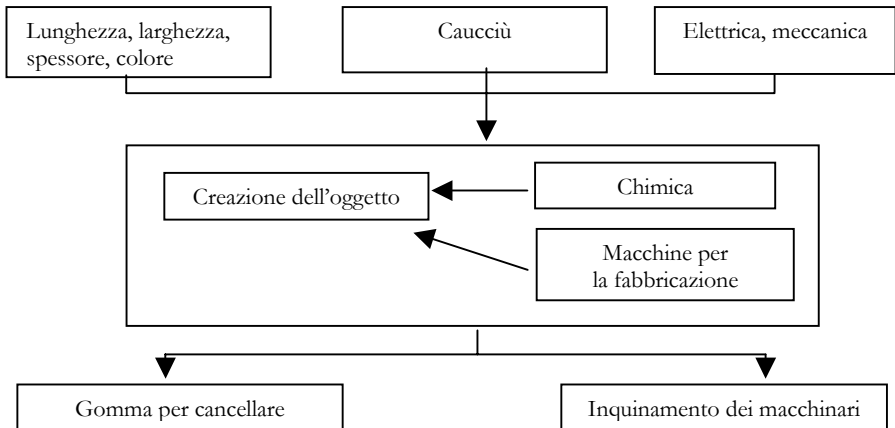 Lunghezza, larghezza,
spessore, colore
Caucciù
Elettrica, meccanica
Creazione dell'oggetto
Chimica
Macchine per
la fabbricazione
Gomma per cancellare
Inquinamento dei macchinari